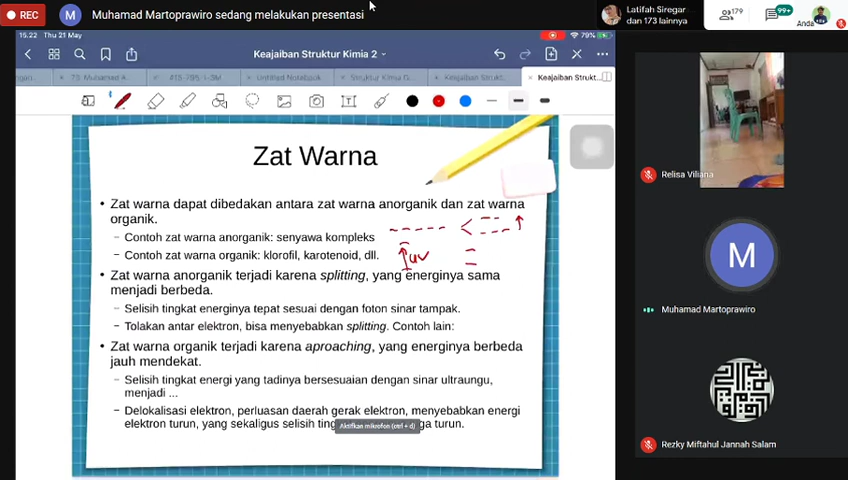 REC
M
Muhamad Martoprawiro sedang melakukan presentasi
Latifah Siregar
dan 173 lainnya
179
99+
Anda
15.22 Thu 21 May
79%
Keajaiban Struktur Kimia 2
Untitled Notebook
Keajaiban Strukt...
Zat Warna
• Zat warna dapat dibedakan antara zat warna anorganik dan zat warna
organik.
– Contoh zat warna anorganik: senyawa kompleks
– Contoh zat warna organik: klorofil, karotenoid, dll.
uv
• Zat warna anorganik terjadi karena splitting, yang energinya sama
menjadi berbeda.
– Selisih tingkat energinya tepat sesuai dengan foton sinar tampak.
– Tolakan antar elektron, bisa menyebabkan splitting. Contoh lain:
• Zat warna organik terjadi karena aproaching, yang energinya berbeda
jauh mendekat.
– Selisih tingkat energi yang tadinya bersesuaian dengan sinar ultraungu,
menjadi ...
– Delokalisasi elektron, perluasan daerah gerak elektron, menyebabkan energi
elektron turun, yang sekaligus selisih ting ga turun.
Aktifkan mikrofon (ctrl + d)
Relisa Viliana
M
Muhamad Martoprawiro
Rezky Miftahul Jannah Salam